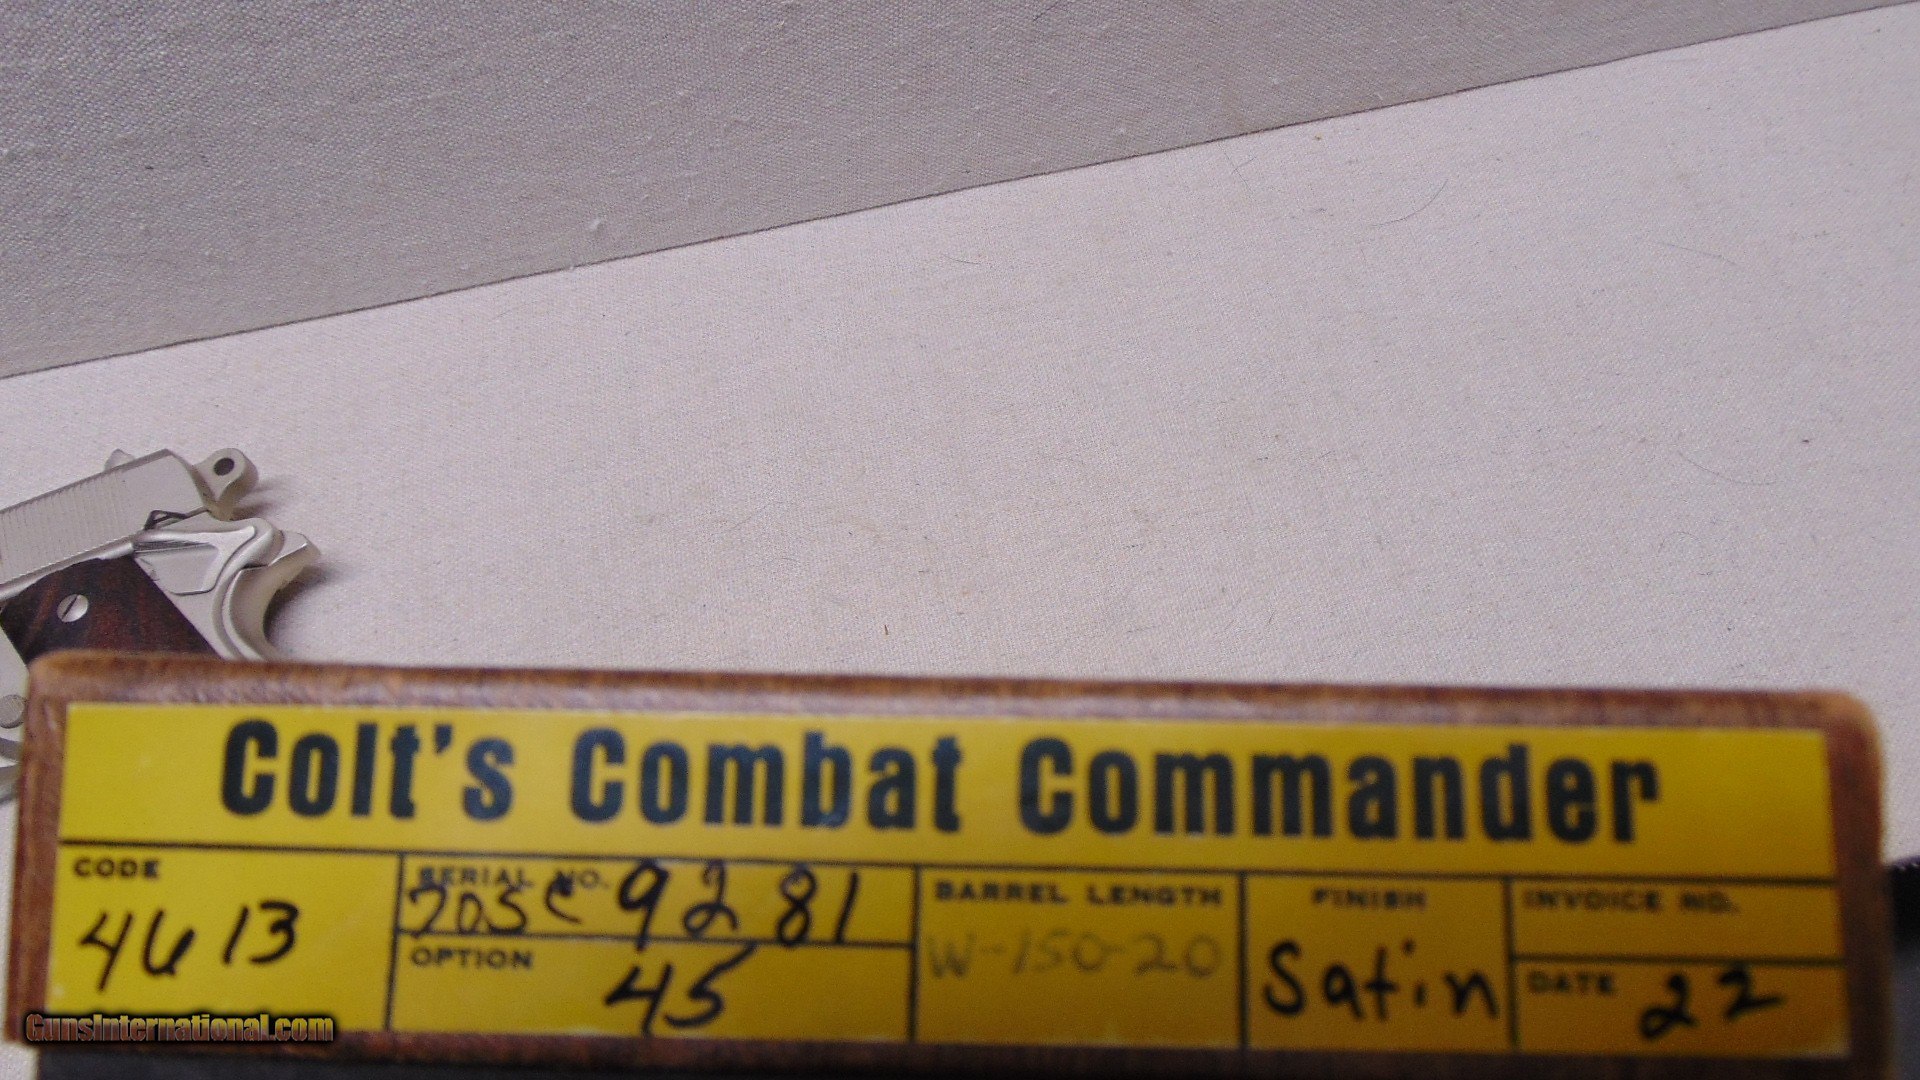 Colt's Combat Commander
CODE
4613
SERIAL NO.
70SC 9281
OPTION
45
BARREL LENGTH
W-150-20
FINISH
Satin
INVOICE NO.
DATE
22
GunsInternational.com